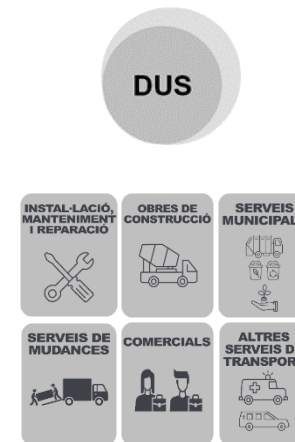 DUS
INSTAL·LACIÓ,
MANTENIMENT
I REPARACIÓ
OBRES DE
CONSTRUCCIÓ
SERVEIS
MUNICIPAL
SERVEIS DE
MUDANCES
COMERCIALS
ALTRES
SERVEIS D
TRANSPOR